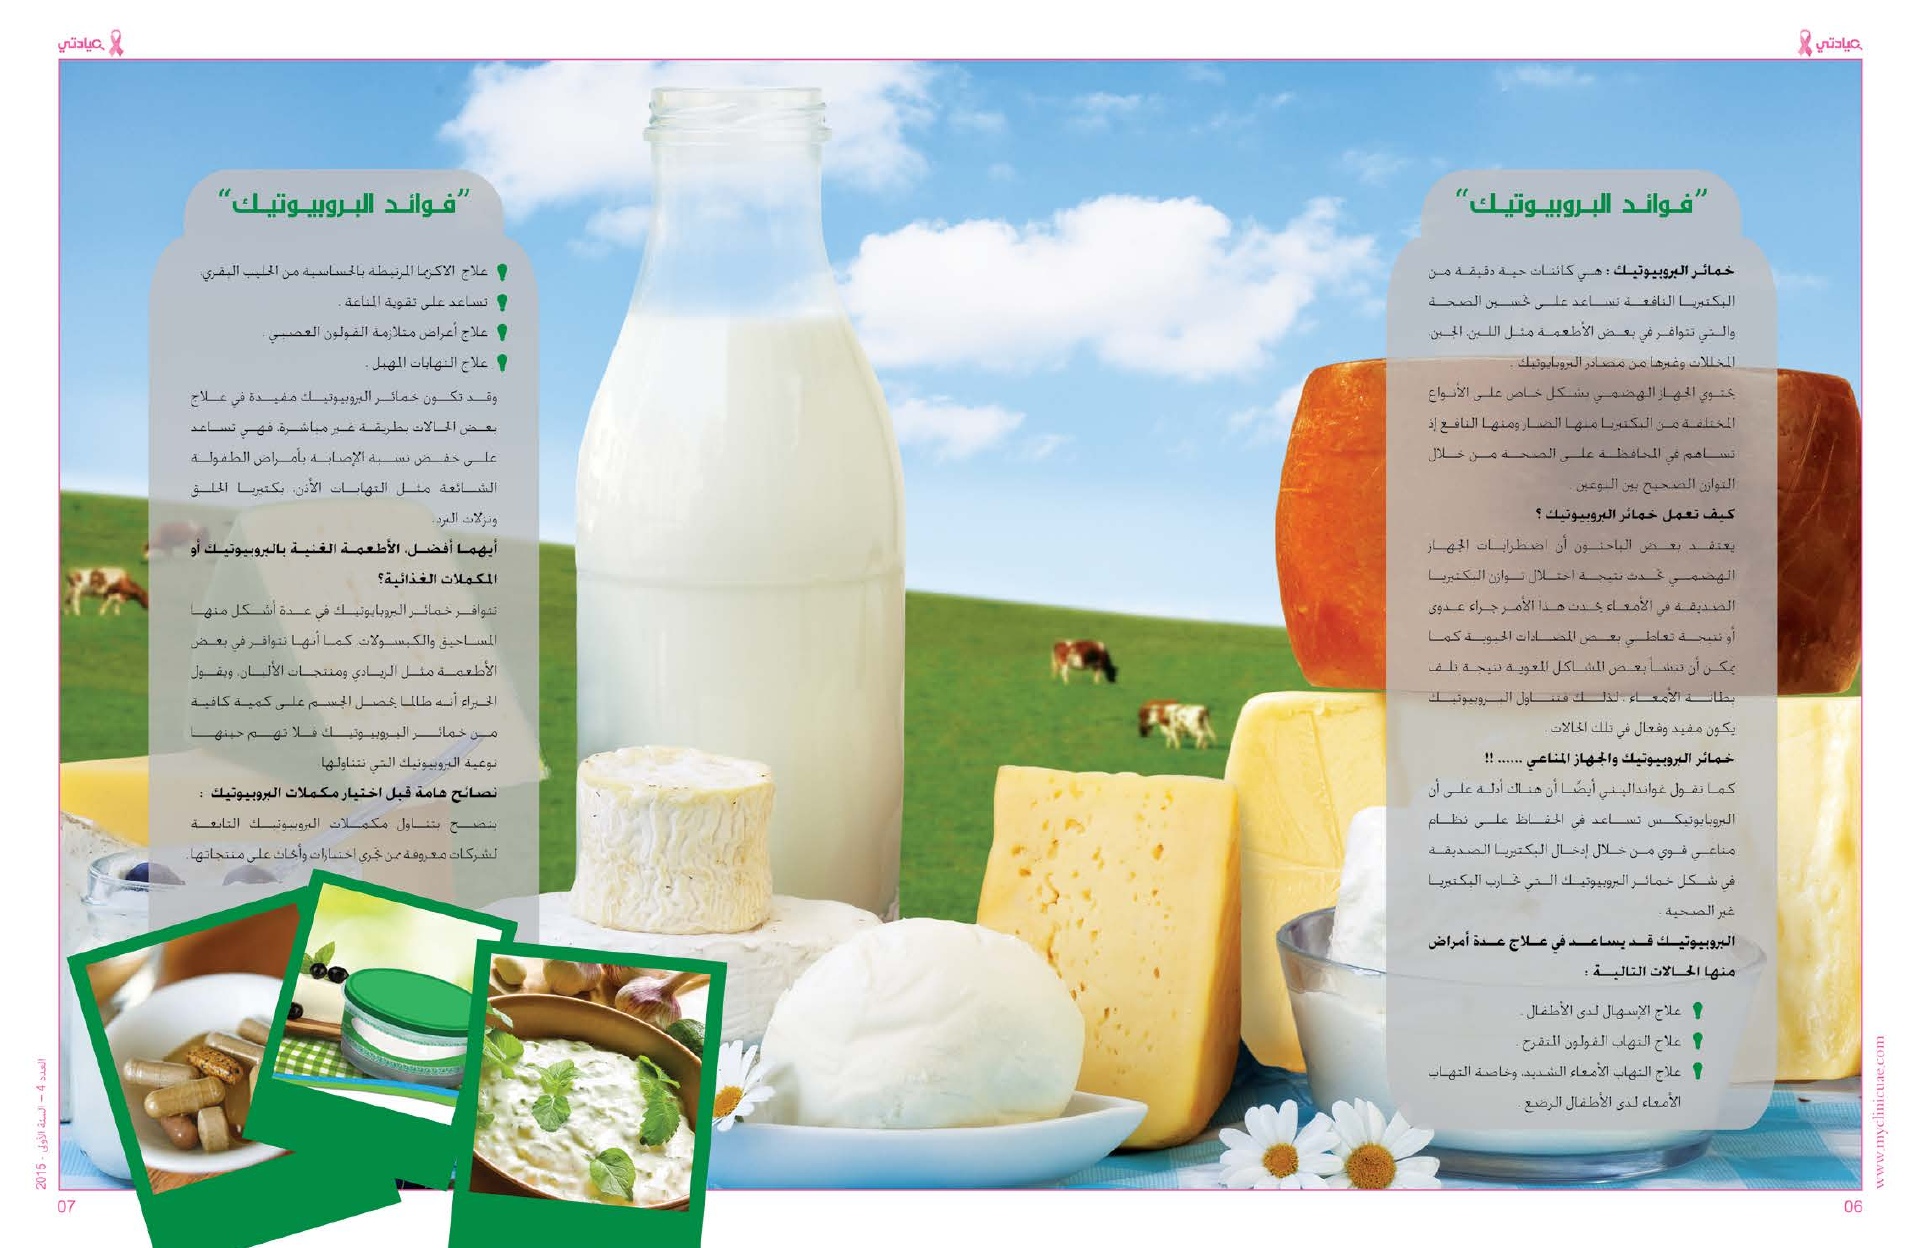 عيادتي
”فوائد البروبيوتيك“
خمائر البروبيوتيك : هي كائنات حية دقيقة من
البكتيريا النافعة تساعد على تحسين الصحة
والتي تتوافر في بعض الأطعمة مثل اللبن، الجبن،
المخللات وغيرها من مصادر البروبايوتيك .
يحتوي الجهاز الهضمي بشكل خاص على الأنواع
المختلفة من البكتيريا منها الضار ومنها النافع إذ
تساهم في المحافظة على الصحة من خلال
التوازن الصحيح بين النوعين .
كيف تعمل خمائر البروبيوتيك ؟
يعتقد بعض الباحثون أن اضطرابات الجهاز
الهضمي تحدث نتيجة اختلال توازن البكتيريا
الصديقة في الأمعاء يحدث هذا الأمر جراء عدوى
أو نتيجة تعاطي بعض المضادات الحيوية كما
يمكن أن تنشأ بعض المشاكل المعوية نتيجة تلف
بطانة الأمعاء ، لذلك فتناول البروبيوتيك
يكون مفيد وفعال في تلك الحالات .
خمائر البروبيوتيك والجهاز المناعي ...... !!
كما تقول غوانداليني أيضًا أن هناك أدلة على أن
البروبايوتيكس تساعد في الحفاظ على نظام
مناعي قوي من خلال إدخال البكتيريا الصديقة
في شكل خمائر البروبيوتيك التي تحارب البكتيريا
غير الصحية .
البروبيوتيك قد يساعد في علاج عدة أمراض
منها الحالات التالية :
علاج الإسهال لدى الأطفال .
علاج التهاب القولون المتقرح .
علاج التهاب الأمعاء الشديد، وخاصة التهاب
الأمعاء لدى الأطفال الرضع .
www.myclinicuae.com
06
عيادتي
”فوائد البروبيوتيك“
علاج الاكزيما المرتبطة بالحساسية من الحليب البقري.
تساعد على تقوية المناعة .
علاج أعراض متلازمة القولون العصبي .
علاج التهابات المهبل .
وقد تكون خمائر البروبيوتيك مفيدة في علاج
بعض الحالات بطريقة غير مباشرة، فهي تساعد
على خفض نسبة الإصابة بأمراض الطفولة
الشائعة مثل التهابات الأذن، بكتيريا الحلق
ونزلات البرد.
أيهما أفضل، الأطعمة الغنية بالبروبيوتيك أو
المكملات الغذائية؟
تتوافر خمائر البروبايوتيك في عدة أشكل منها
المساحيق والكبسولات، كما أنها تتوافر في بعض
الأطعمة مثل الزبادي ومنتجات الألبان، ويقول
الخبراء أنه طالما يحصل الجسم على كمية كافية
من خمائر البروبيوتيك فلا تهم حينها
نوعية البروبيوتيك التي نتناولها.
نصائح هامة قبل اختيار مكملات البروبيوتيك :
ينصح بتناول مكملات البروبيوتيك التابعة
لشركات معروفة ممن تجري اختبارات وأبحاث على منتجاتها.
العدد 4 – السنة الأولى - 2015
07